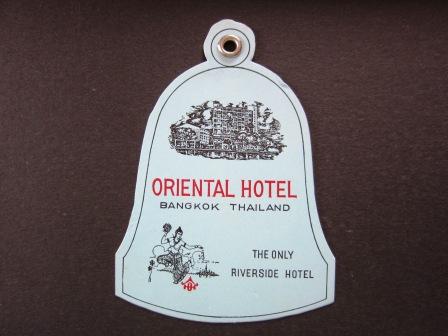 ORIENTAL HOTEL
BANGKOK THAILAND
THE ONLY
RIVERSIDE HOTEL